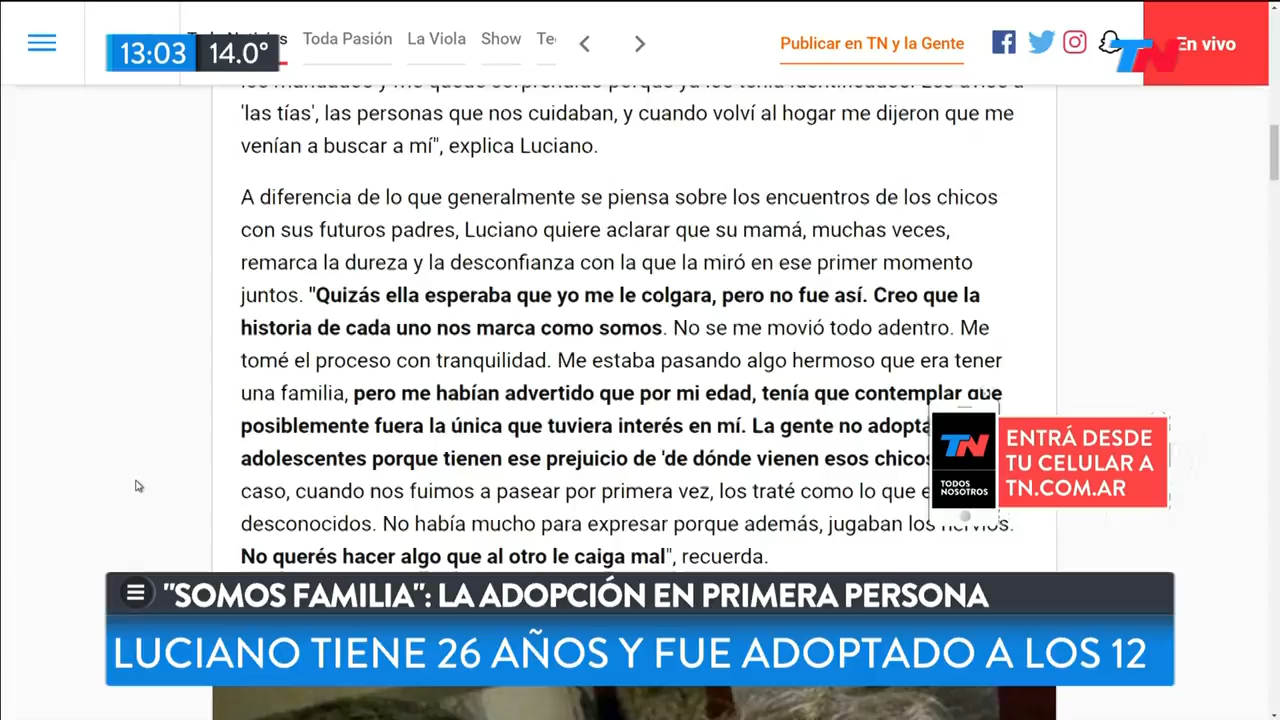 Toda Pasión
La Viola
Show
Te
Publicar en TN y la Gente
En vivo
13:03 14.0°
TN
'las tías', las personas que nos cuidaban, y cuando volví al hogar me dijeron que me
venían a buscar a mí", explica Luciano.
A diferencia de lo que generalmente se piensa sobre los encuentros de los chicos
con sus futuros padres, Luciano quiere aclarar que su mamá, muchas veces,
remarca la dureza y la desconfianza con la que la miró en ese primer momento
juntos. "Quizás ella esperaba que yo me le colgara, pero no fue así. Creo que la
historia de cada uno nos marca como somos. No se me movió todo adentro. Me
tomé el proceso con tranquilidad. Me estaba pasando algo hermoso que era tener
una familia, pero me habían advertido que por mi edad, tenía que contemplar que
posiblemente fuera la única que tuviera interés en mí. La gente no adopta
adolescentes porque tienen ese prejuicio de 'de dónde vienen esos chicos
caso, cuando nos fuimos a pasear por primera vez, los traté como lo que e
desconocidos. No había mucho para expresar porque además, jugaban los nervios.
No querés hacer algo que al otro le caiga mal", recuerda.
TN
TODOS
NOSOTROS
ENTRÁ DESDE
TU CELULAR A
TN.COM.AR
"SOMOS FAMILIA": LA ADOPCIÓN EN PRIMERA PERSONA
LUCIANO TIENE 26 AÑOS Y FUE ADOPTADO A LOS 12